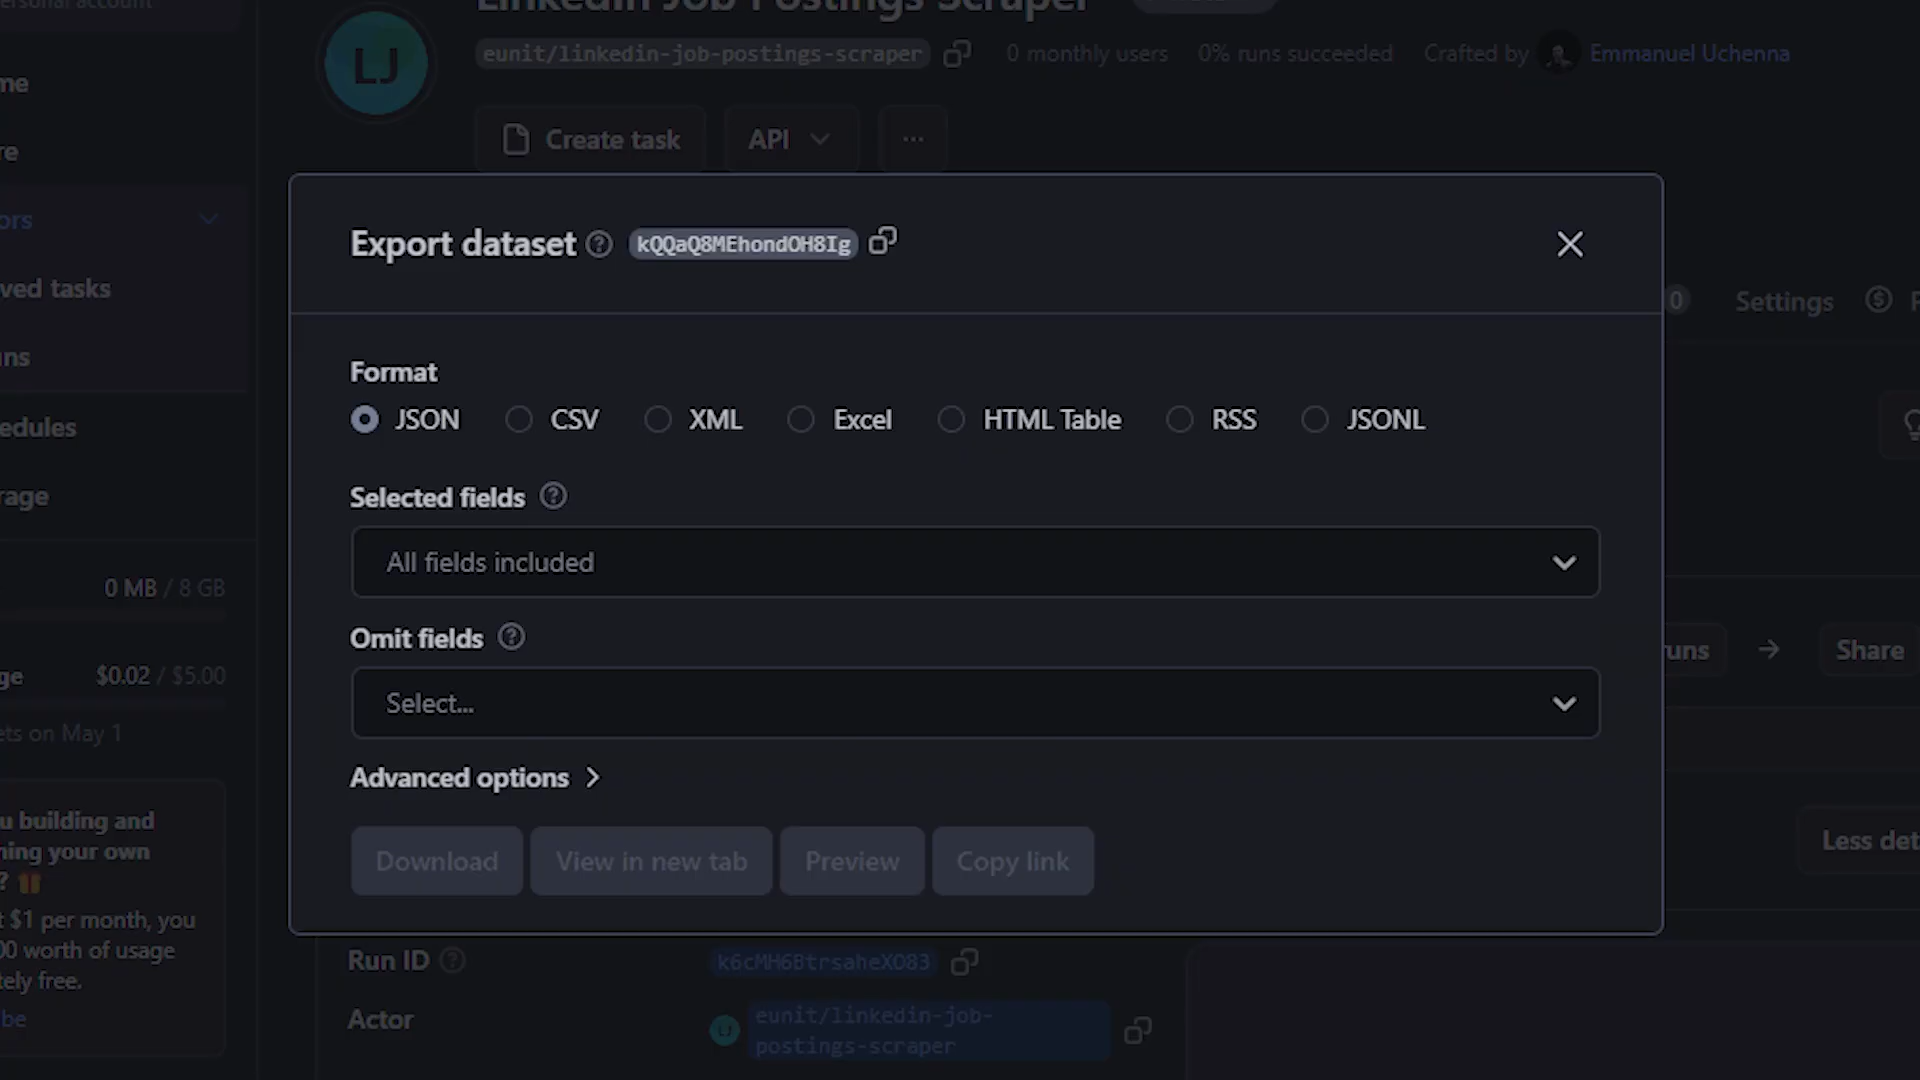 LinkedIn Job Postings Scraper
LJ
eunit/linkedin-job-postings-scraper
0 monthly users
0% runs succeeded
Crafted by
Emmanuel Uchenna
me
re
ors
ved tasks
ns
edules
rage
0 MB / 8 GB
ge
$0.02 / $5.00
ets on May 1
u building and
ning your own
?
t $1 per month, you
00 worth of usage
tely free.
be
Create task
API
...
Export dataset
kQQaQ8MEhondOH8Ig
Format
JSON
CSV
XML
Excel
HTML Table
RSS
JSONL
Selected fields
All fields included
Omit fields
Select...
Advanced options
Download
View in new tab
Preview
Copy link
0
Settings
P
uns
Share
Less det
Run ID
k6cMH6BtrsaheXO83
Actor
eunit/linkedin-job-
postings-scraper